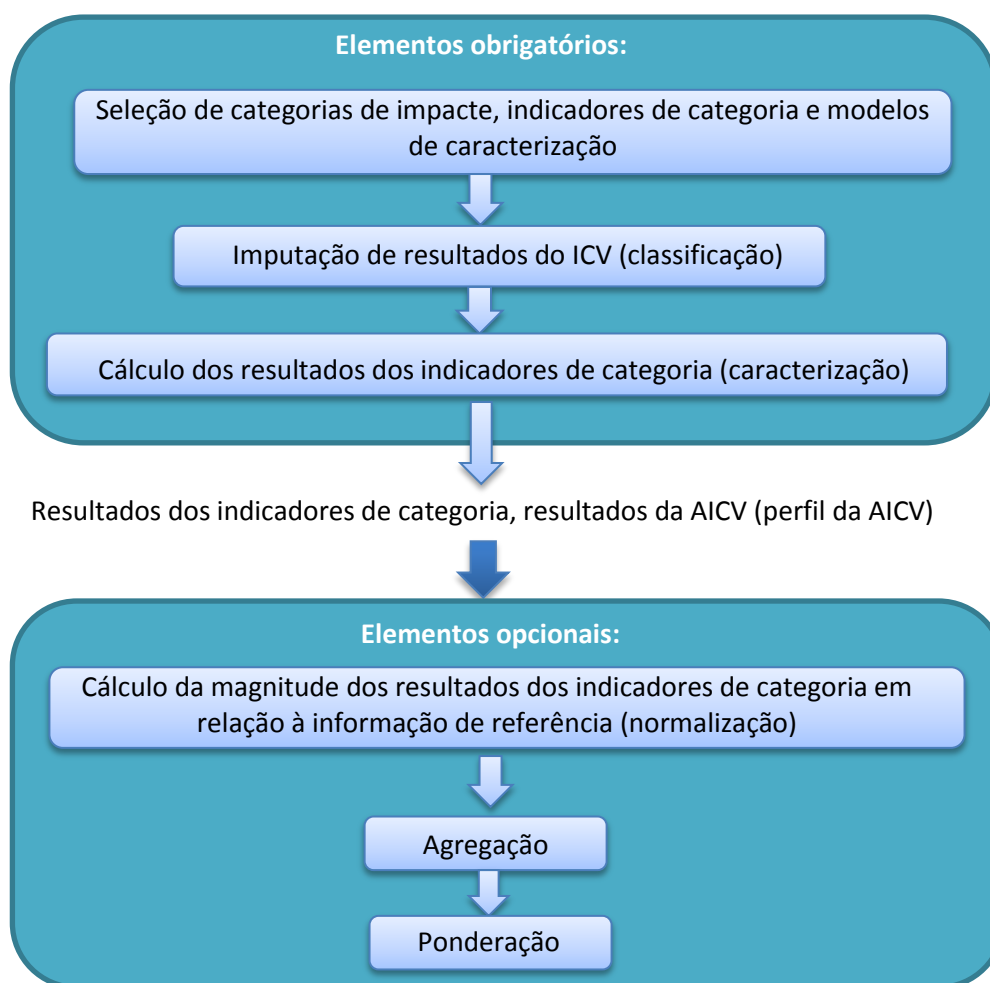 Elementos obrigatórios:
Seleção de categorias de impacte, indicadores de categoria e modelos
de caracterização
Imputação de resultados do ICV (classificação)
Cálculo dos resultados dos indicadores de categoria (caracterização)
Resultados dos indicadores de categoria, resultados da AICV (perfil da AICV)
Elementos opcionais:
Cálculo da magnitude dos resultados dos indicadores de categoria em
relação à informação de referência (normalização)
Agregação
Ponderação